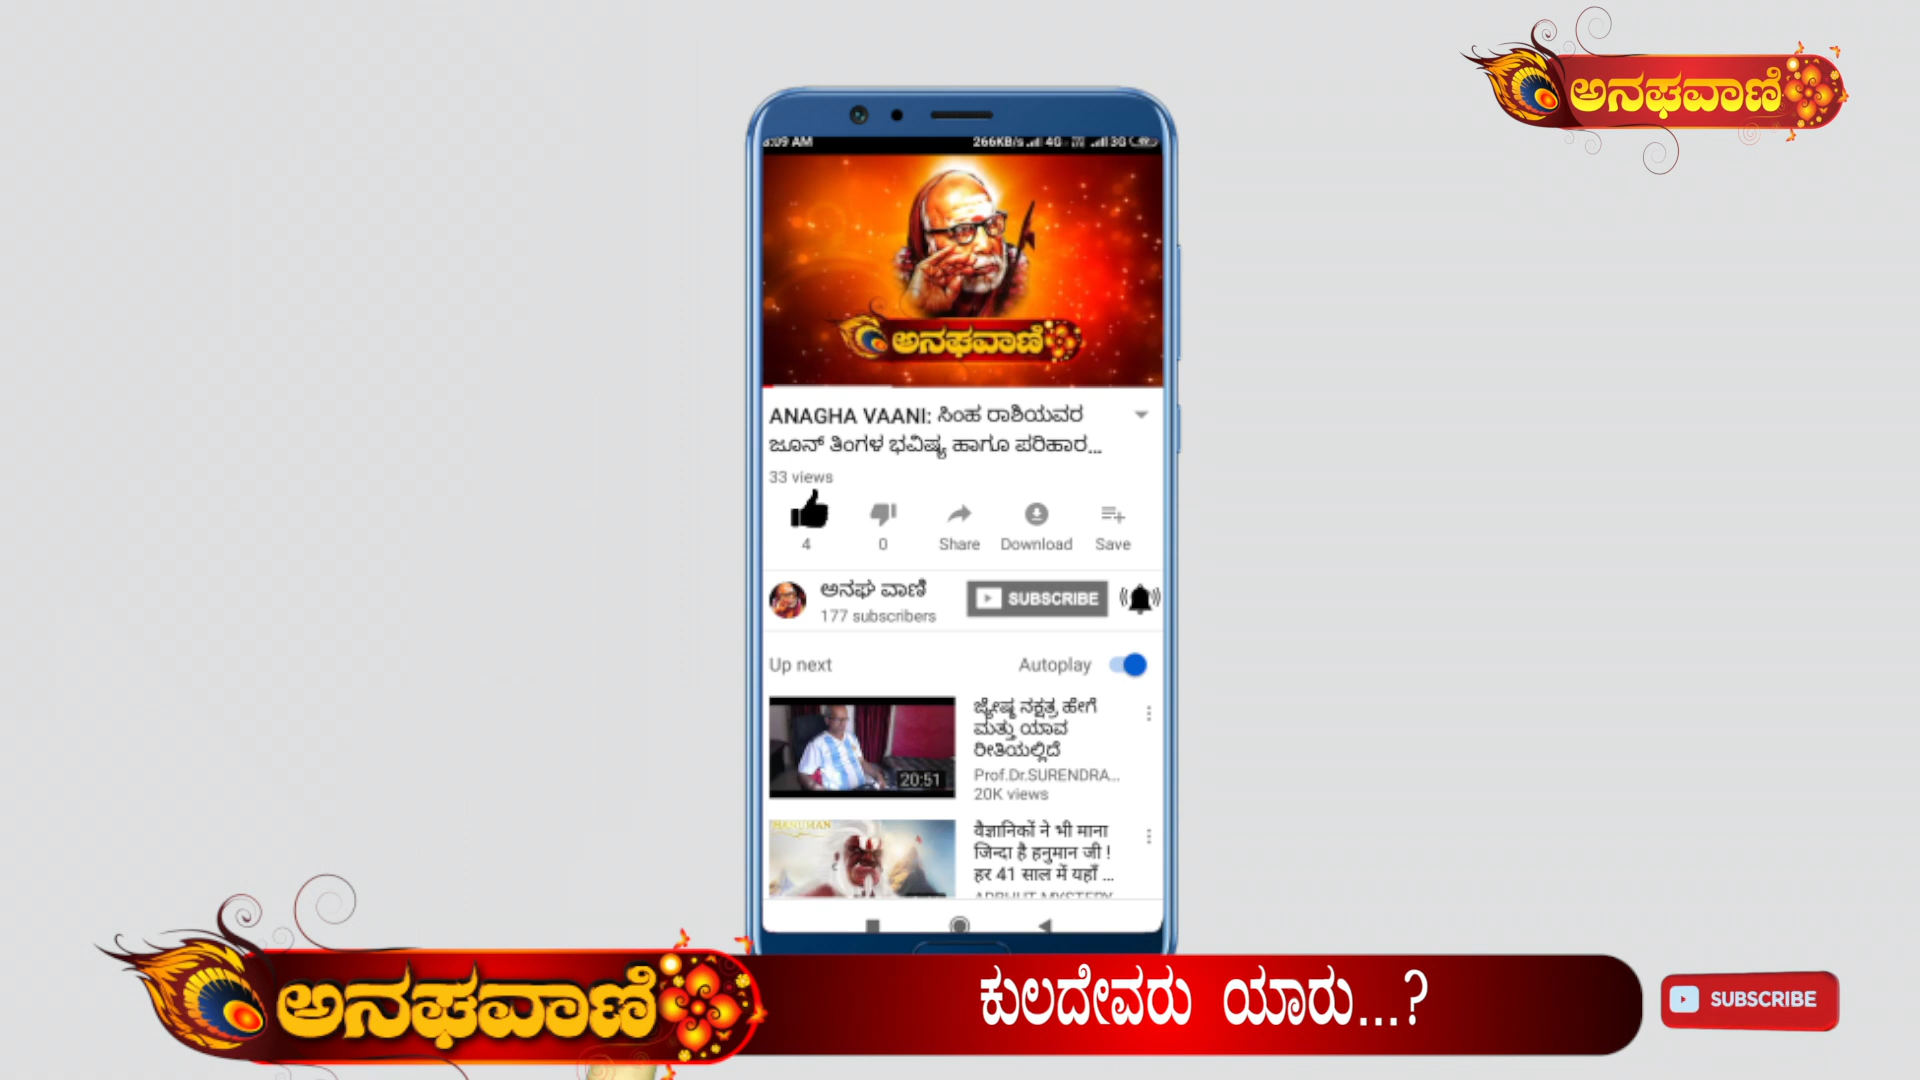 ಅನಘವಾಣಿ
:09 AM
266KB/s 4G 3G
ಅನಘವಾಣಿ
ANAGHA VAANI: ಸಿಂಹ ರಾಶಿಯವರ
ಜೂನ್ ತಿಂಗಳ ಭವಿಷ್ಯ ಹಾಗೂ ಪರಿಹಾರ...
33 views
4 0 Share Download Save
ಅನಘ ವಾಣಿ
177 subscribers
SUBSCRIBE
Up next Autoplay
ಜ್ಯೇಷ್ಠ ನಕ್ಷತ್ರ ಹೇಗೆ
ಮತ್ತು ಯಾವ
ರೀತಿಯಲ್ಲಿದೆ
Prof.Dr.SURENDRA...
20K views
20:51
HANUMAN
वैज्ञानिकों ने भी माना
जिन्दा है हनुमान जी !
हर 41 साल में यहाँ ...
ಅನಘವಾಣಿ
ಕುಲದೇವರು ಯಾರು...?
SUBSCRIBE